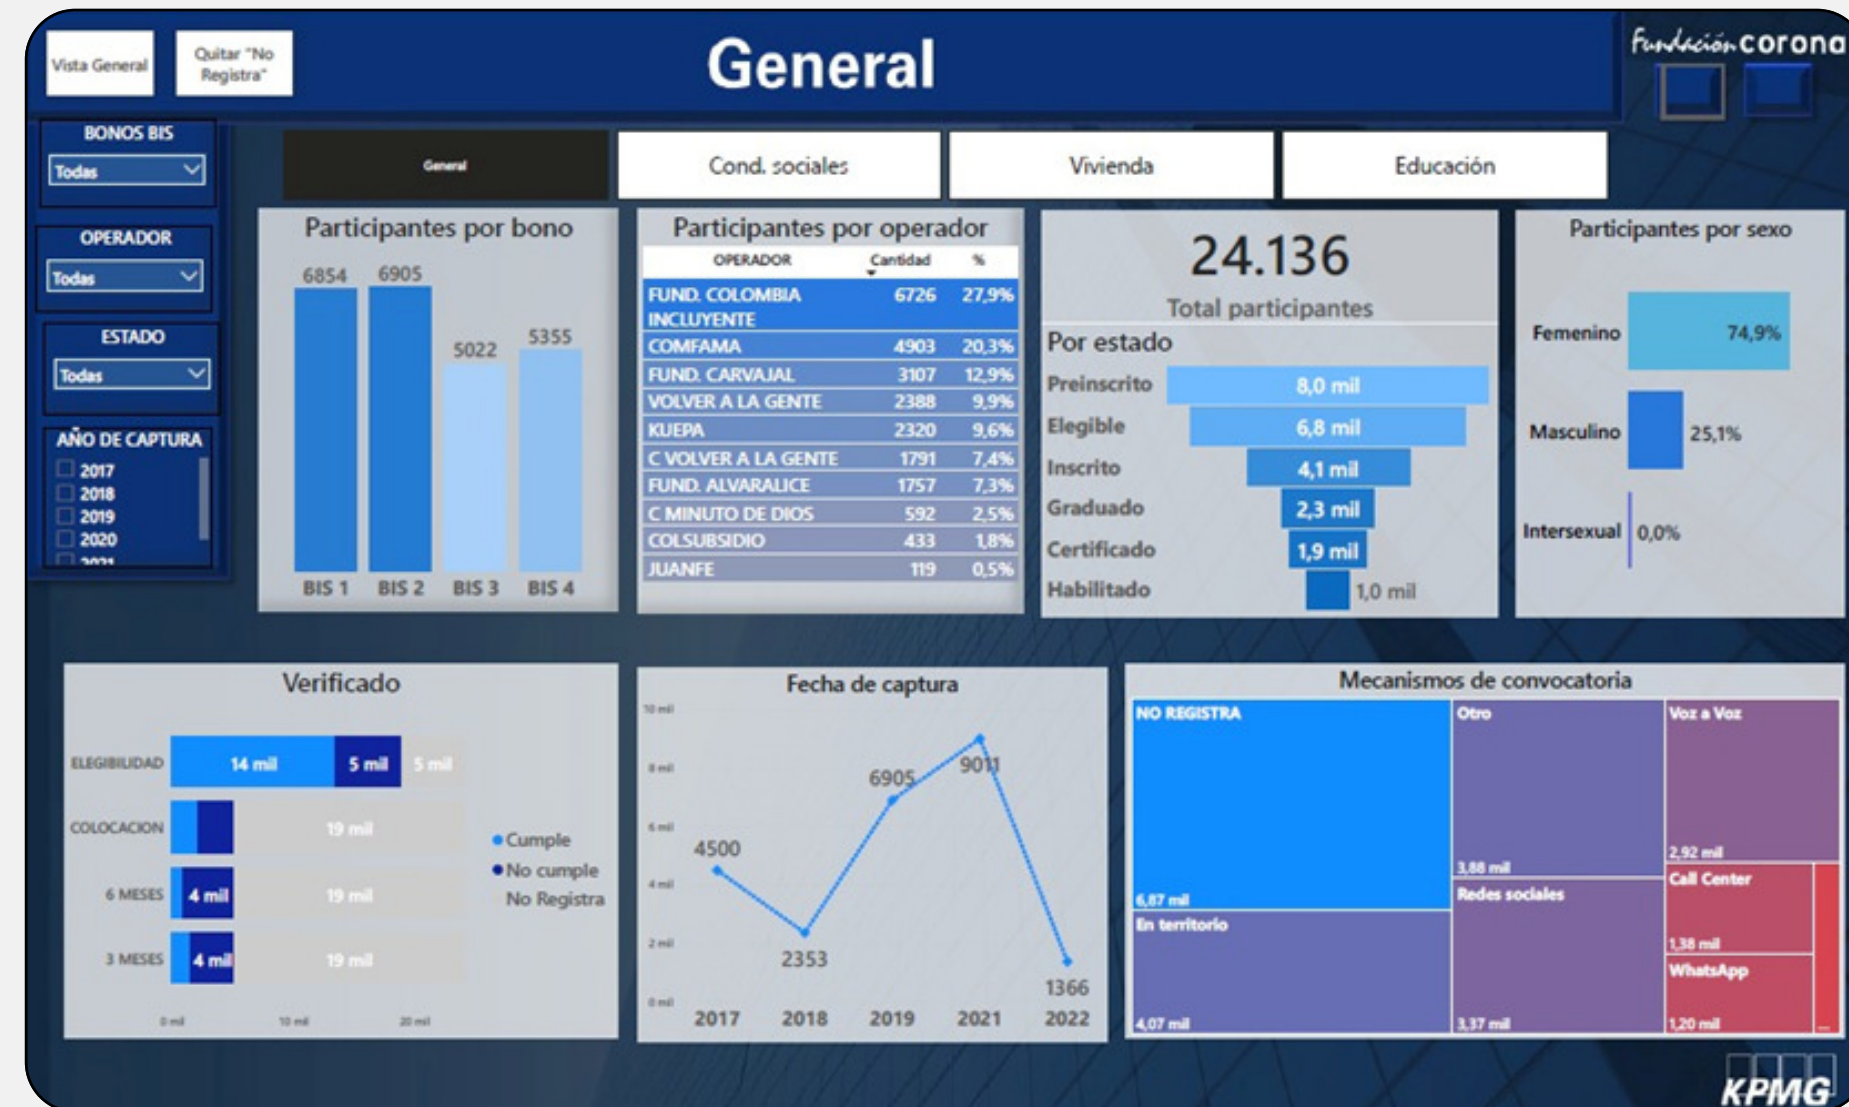 Vista General
Quitar "No
Registra"
General
Fundación corona
BONOS BIS
Todas
OPERADOR
Todas
ESTADO
Todas
AÑO DE CAPTURA
2017
2018
2019
2020
2021
General
Cond. sociales
Vivienda
Educación
Participantes por bono
6854
6905
5022
5355
BIS 1
BIS 2
BIS 3
BIS 4
Participantes por operador
OPERADOR Cantidad %
FUND. COLOMBIA
INCLUYENTE 6726 27,9%
COMFAMA 4903 20,3%
FUND. CARVAJAL 3107 12,9%
VOLVER A LA GENTE 2388 9,9%
KUEPA 2320 9,6%
C VOLVER A LA GENTE 1791 7,4%
FUND. ALVARALICE 1757 7,3%
C MINUTO DE DIOS 592 2,5%
COLSUBSIDIO 433 1,8%
JUANFE 119 0,5%
24.136
Total participantes
Por estado
Preinscrito 8,0 mil
Elegible 6,8 mil
Inscrito 4,1 mil
Graduado 2,3 mil
Certificado 1,9 mil
Habilitado 1,0 mil
Participantes por sexo
Femenino 74,9%
Masculino 25,1%
Intersexual 0,0%
Verificado
ELEGIBILIDAD 14 mil 5 mil 5 mil
COLOCACION 19 mil
6 MESES 4 mil 19 mil
3 MESES 4 mil 19 mil
0 mil 10 mil 20 mil
Cumple
No cumple
No Registra
Fecha de captura
10 mil
8 mil
6 mil
4 mil
2 mil
0 mil
4500
2353
6905
9011
1366
2017 2018 2019 2021 2022
Mecanismos de convocatoria
NO REGISTRA
6,87 mil
En territorio
4,07 mil
Otro
3,88 mil
Redes sociales
3,37 mil
Voz a Voz
2,92 mil
Call Center
1,38 mil
WhatsApp
1,20 mil
...
KPMG